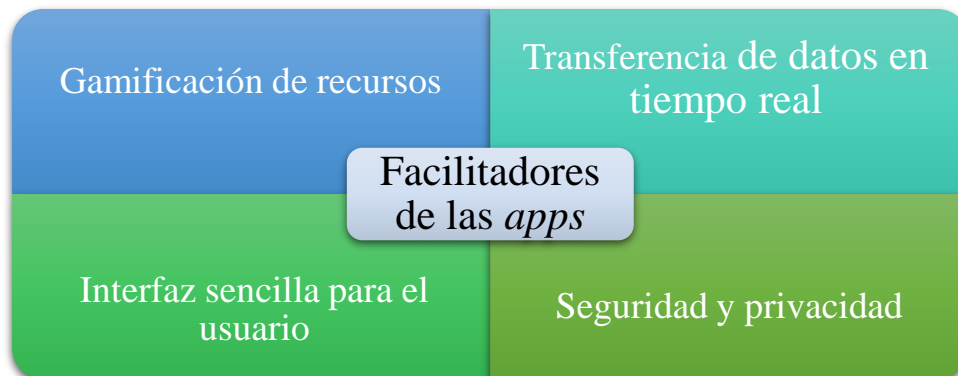 Gamificación de recursos
Transferencia de datos en
tiempo real
Facilitadores
de las apps
Interfaz sencilla para el
usuario
Seguridad y privacidad